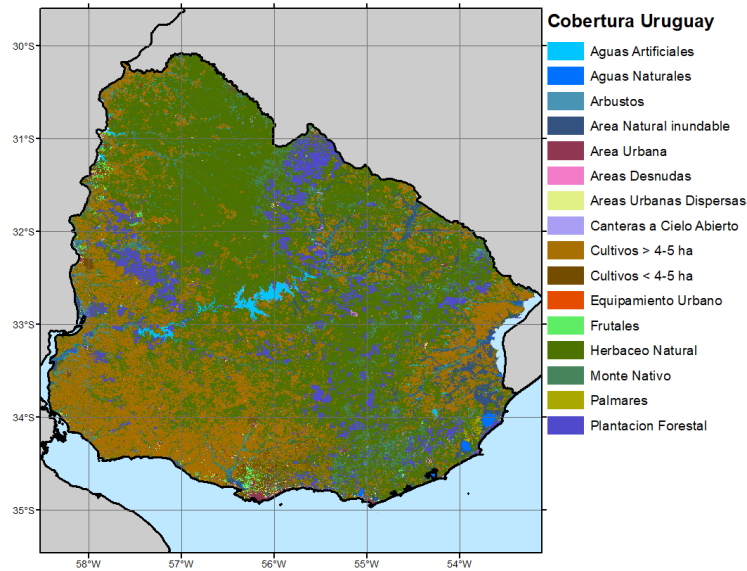 Cobertura Uruguay
Aguas Artificiales
Aguas Naturales
Arbustos
Area Natural inundable
Area Urbana
Areas Desnudas
Areas Urbanas Dispersas
Canteras a Cielo Abierto
Cultivos > 4-5 ha
Cultivos < 4-5 ha
Equipamiento Urbano
Frutales
Herbaceo Natural
Monte Nativo
Palmares
Plantacion Forestal
30°S
31°S
32°S
33°S
34°S
35°S
58°W
57°W
56°W
55°W
54°W